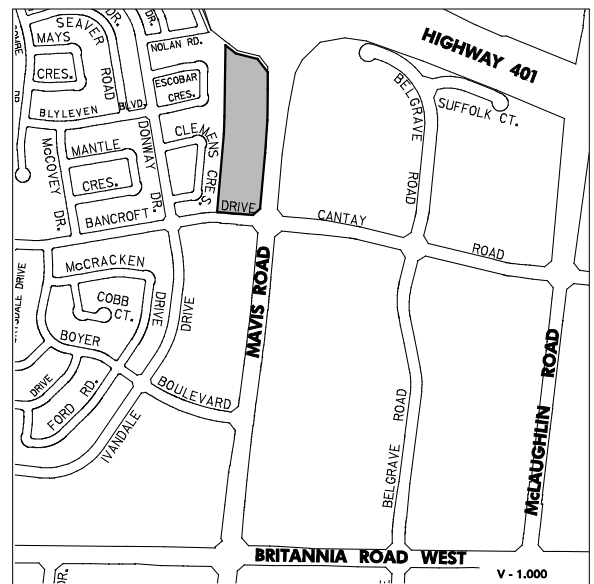 DR.
DR.
SEAVER
ROAD
MAYS
CRES.
NOLAN RD.
ESCOBAR
CRES.
BLYLEVEN
BLVD.
HIGHWAY 401
BELGRAVE
ROAD
SUFFOLK CT.
CLEMENS CRES.
McCOVEY
DR.
MANTLE
CRES.
DONWAY
DR.
BANCROFT
DRIVE
CANTAY
ROAD
McCRACKEN
DRIVE
COBB
CT.
DRIVE
BOYER
MAVIS ROAD
DRIVE
FORD RD.
BOULEVARD
IVANDALE
BELGRAVE ROAD
McLAUGHLIN ROAD
BRITANNIA ROAD WEST
DR.
V - 1.000